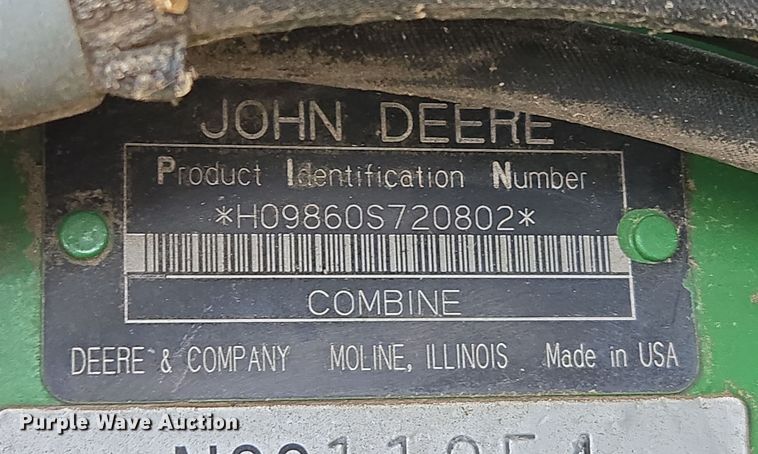 JOHN DEERE
Product Identification Number
*H09860S720802*
COMBINE
DEERE & COMPANY MOLINE, ILLINOIS Made in USA
Purple Wave Auction